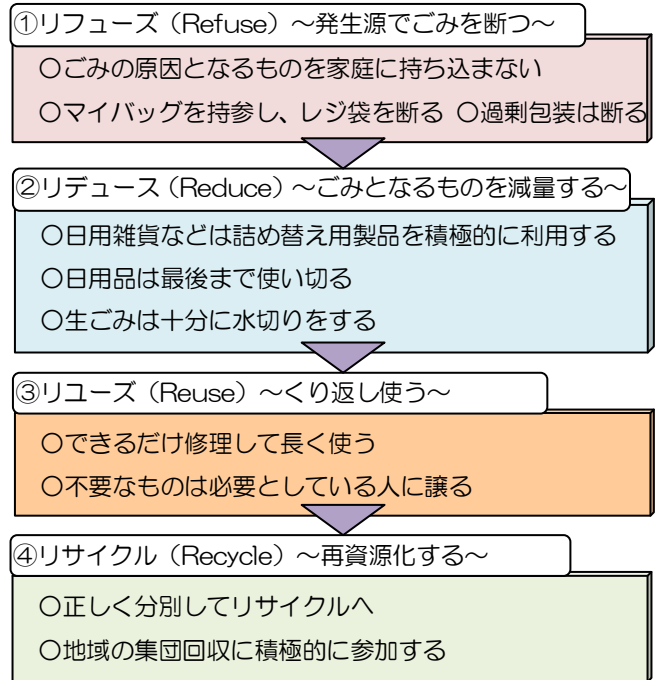 ①リフューズ（Refuse）～発生源でごみを断つ～
○ごみの原因となるものを家庭に持ち込まない
○マイバッグを持参し、レジ袋を断る ○過剰包装は断る
②リデュース（Reduce）～ごみとなるものを減量する～
○日用雑貨などは詰め替え用製品を積極的に利用する
○日用品は最後まで使い切る
○生ごみは十分に水切りをする
③リユーズ（Reuse）～くり返し使う～
○できるだけ修理して長く使う
○不要なものは必要としている人に譲る
④リサイクル（Recycle）～再資源化する～
○正しく分別してリサイクルへ
○地域の集団回収に積極的に参加する